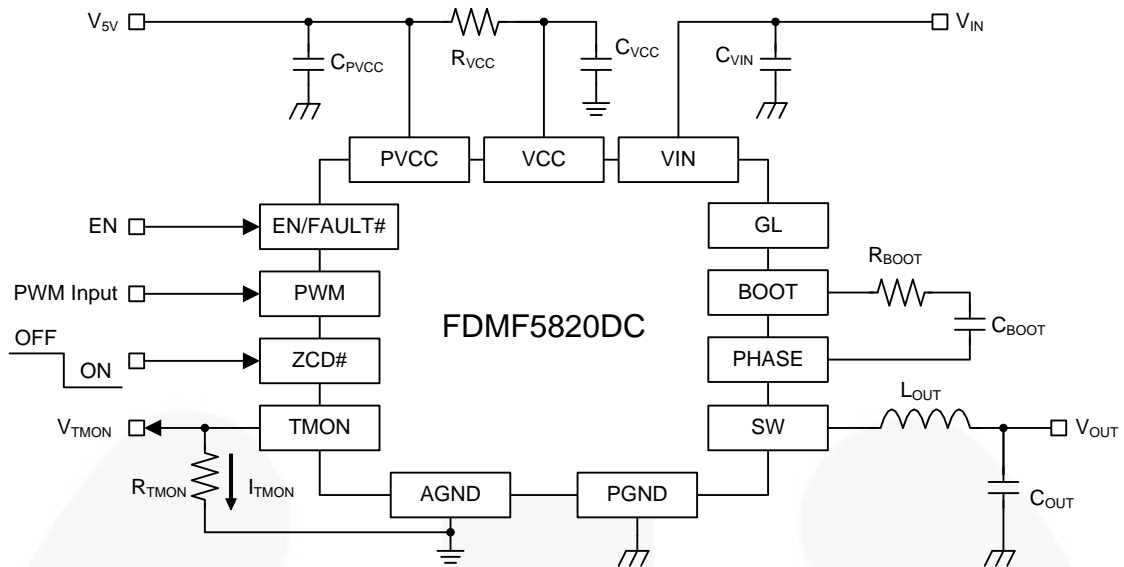 V5V
RVCC
VIN
CPVCC
CVCC
CVIN
PVCC
VCC
VIN
EN
EN/FAULT#
GL
RBOOT
PWM Input
PWM
BOOT
FDMF5820DC
CBOOT
OFF
ON
ZCD#
PHASE
LOUT
VTMON
TMON
SW
VOUT
RTMON
ITMON
AGND
PGND
COUT